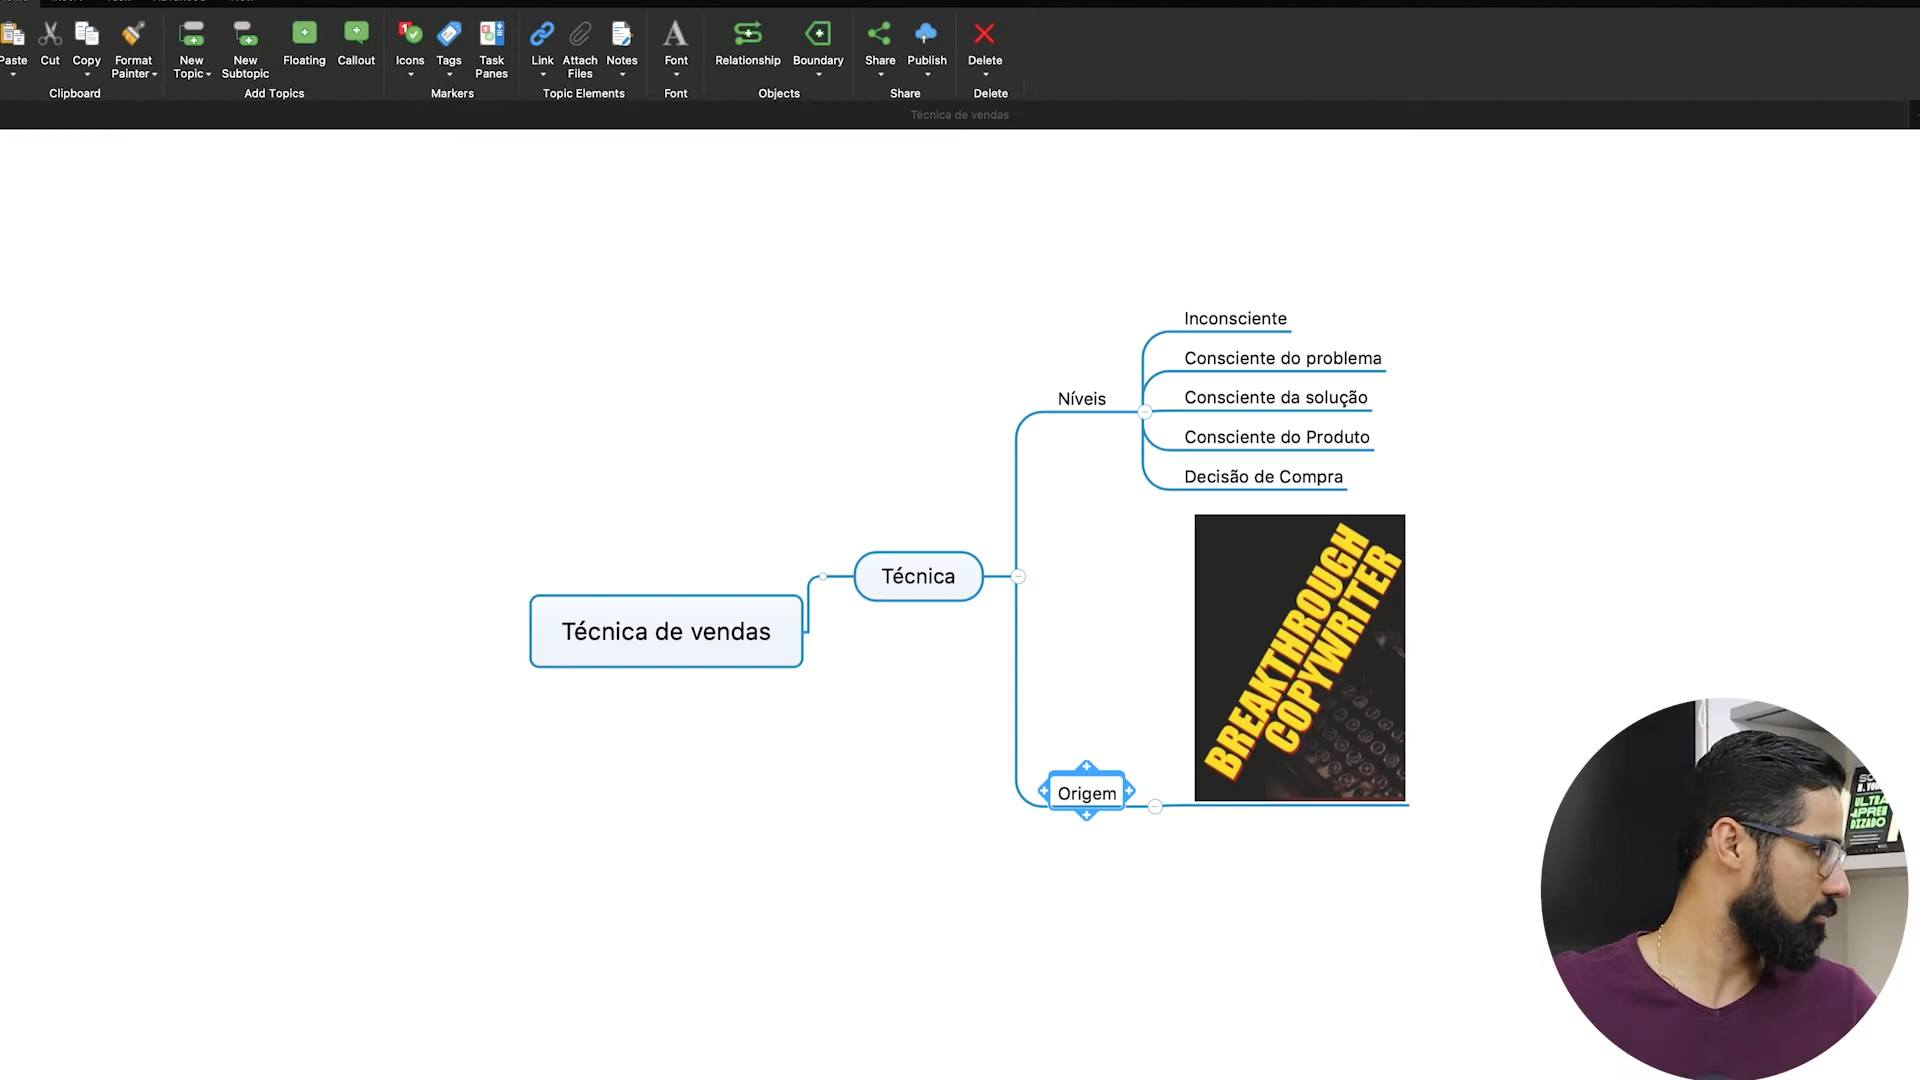 Paste
Cut
Copy
Format
Painter
Clipboard
New
Topic
New
Subtopic
Floating
Callout
Add Topics
Icons
Tags
Task
Panes
Markers
Link
Attach
Files
Notes
Topic Elements
Font
Font
Relationship
Boundary
Objects
Share
Publish
Share
Delete
Delete
Técnica de vendas
Inconsciente
Consciente do problema
Níveis
Consciente da solução
Consciente do Produto
Decisão de Compra
Técnica
Técnica de vendas
BREAKTHROUGH
COPYWRITER
Origem
ULTRA
APREN
DIZADO